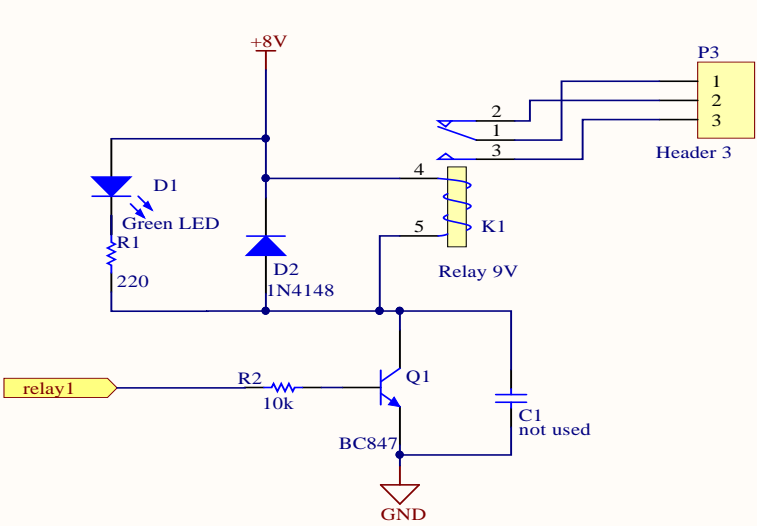 +8V
P3
1
2
3
Header 3
2
1
3
4
5
K1
Relay 9V
D1
Green LED
R1
220
D2
1N4148
relay1
R2
10k
Q1
BC847
C1
not used
GND